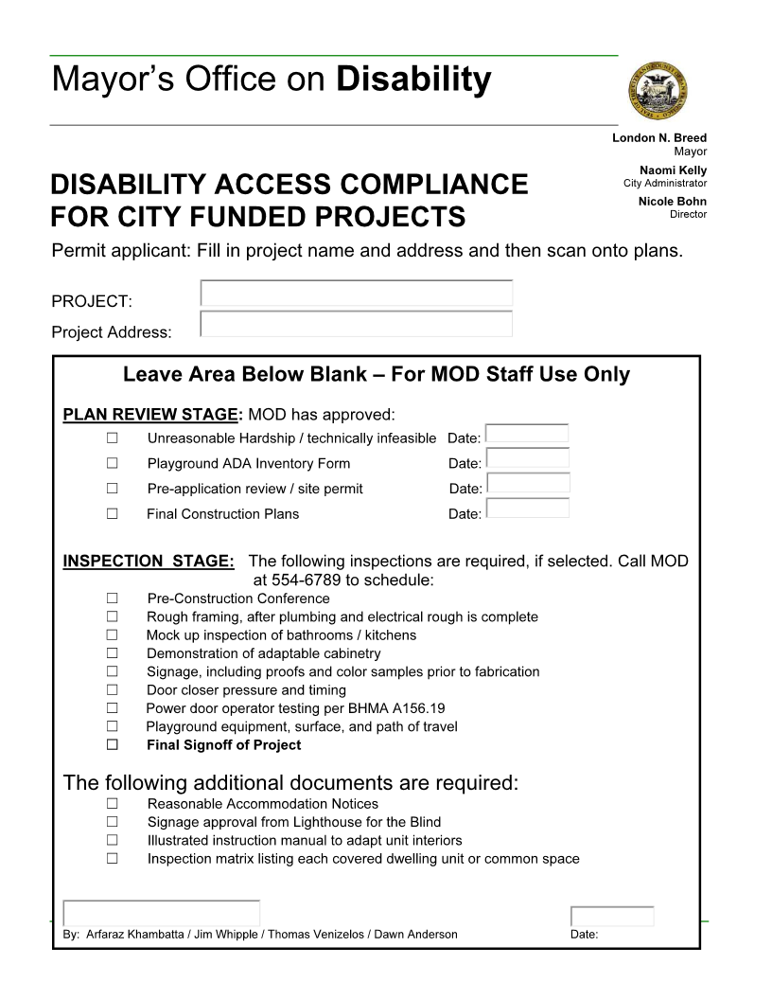 Mayor's Office on Disability
London N. Breed
Mayor
Naomi Kelly
City Administrator
Nicole Bohn
Director
DISABILITY ACCESS COMPLIANCE
FOR CITY FUNDED PROJECTS
Permit applicant: Fill in project name and address and then scan onto plans.
PROJECT:
Project Address:
Leave Area Below Blank – For MOD Staff Use Only
PLAN REVIEW STAGE: MOD has approved:
☐ Unreasonable Hardship / technically infeasible Date:
☐ Playground ADA Inventory Form Date:
☐ Pre-application review / site permit Date:
☐ Final Construction Plans Date:
INSPECTION STAGE: The following inspections are required, if selected. Call MOD
at 554-6789 to schedule:
☐ Pre-Construction Conference
☐ Rough framing, after plumbing and electrical rough is complete
☐ Mock up inspection of bathrooms / kitchens
☐ Demonstration of adaptable cabinetry
☐ Signage, including proofs and color samples prior to fabrication
☐ Door closer pressure and timing
☐ Power door operator testing per BHMA A156.19
☐ Playground equipment, surface, and path of travel
☐ Final Signoff of Project
The following additional documents are required:
☐ Reasonable Accommodation Notices
☐ Signage approval from Lighthouse for the Blind
☐ Illustrated instruction manual to adapt unit interiors
☐ Inspection matrix listing each covered dwelling unit or common space
By: Arfaraz Khambatta / Jim Whipple / Thomas Venizelos / Dawn Anderson Date: